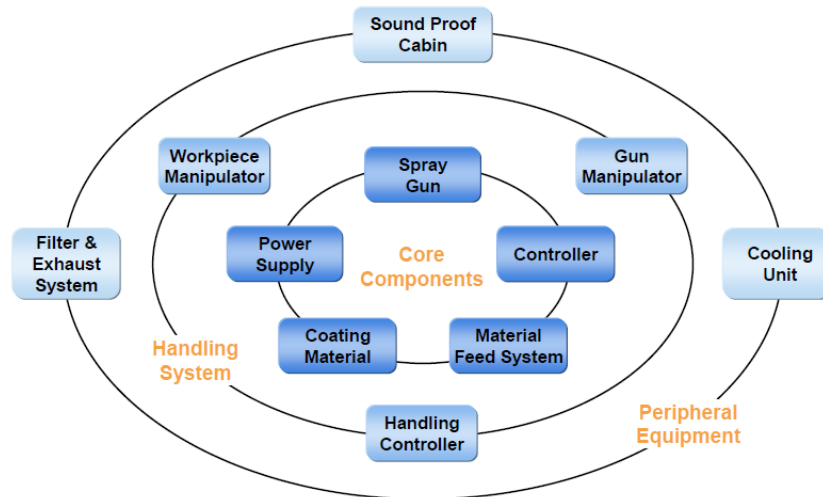 Sound Proof
Cabin
Workpiece
Manipulator
Spray
Gun
Gun
Manipulator
Filter &
Exhaust
System
Power
Supply
Core
Components
Controller
Cooling
Unit
Coating
Material
Material
Feed System
Handling
System
Handling
Controller
Peripheral
Equipment